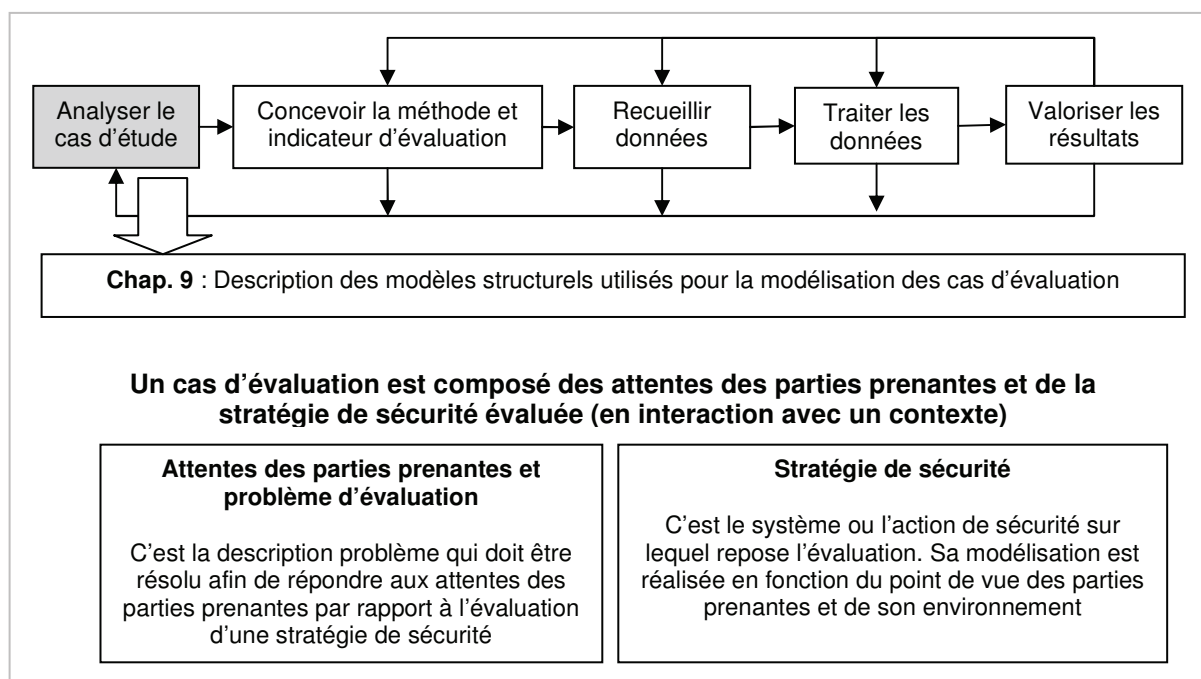 Analyser le
cas d’étude
Concevoir la méthode et
indicateur d’évaluation
Recueillir
données
Traiter les
données
Valoriser les
résultats
Chap. 9 : Description des modèles structurels utilisés pour la modélisation des cas d’évaluation
Un cas d’évaluation est composé des attentes des parties prenantes et de la
stratégie de sécurité évaluée (en interaction avec un contexte)
Attentes des parties prenantes et
problème d’évaluation
C’est la description problème qui doit être
résolu afin de répondre aux attentes des
parties prenantes par rapport à l’évaluation
d’une stratégie de sécurité
Stratégie de sécurité
C’est le système ou l’action de sécurité sur
lequel repose l’évaluation. Sa modélisation est
réalisée en fonction du point de vue des parties
prenantes et de son environnement